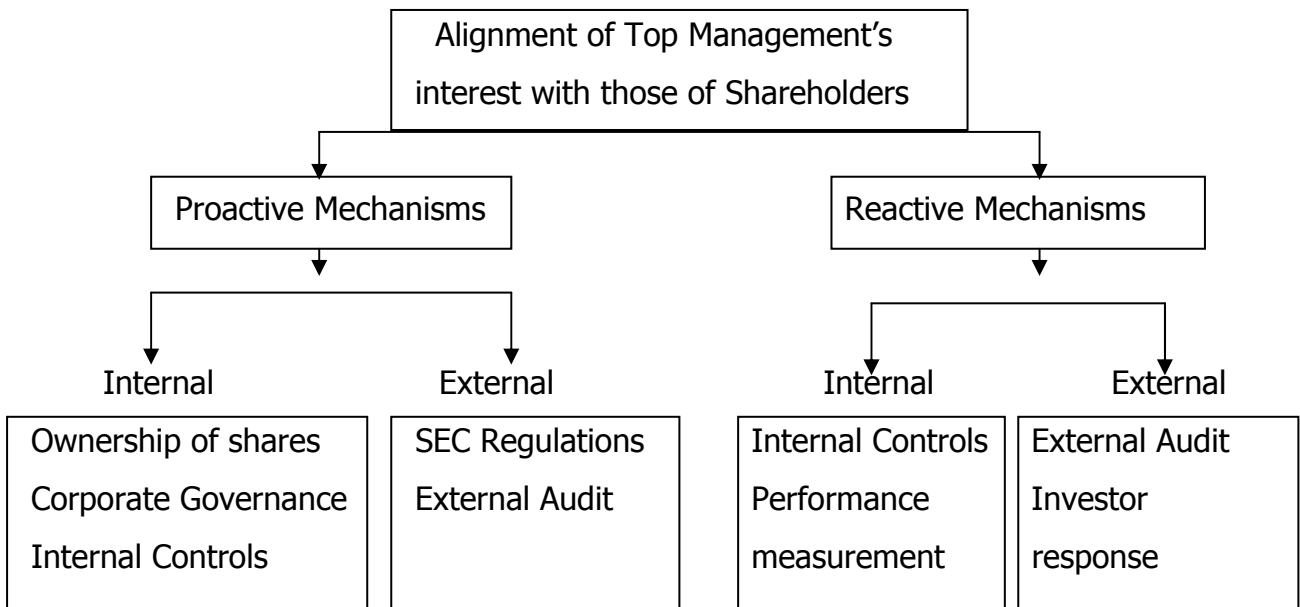 Alignment of Top Management’s
interest with those of Shareholders
Proactive Mechanisms
Reactive Mechanisms
Internal
External
Internal
External
Ownership of shares
Corporate Governance
Internal Controls
SEC Regulations
External Audit
Internal Controls
Performance
measurement
External Audit
Investor
response